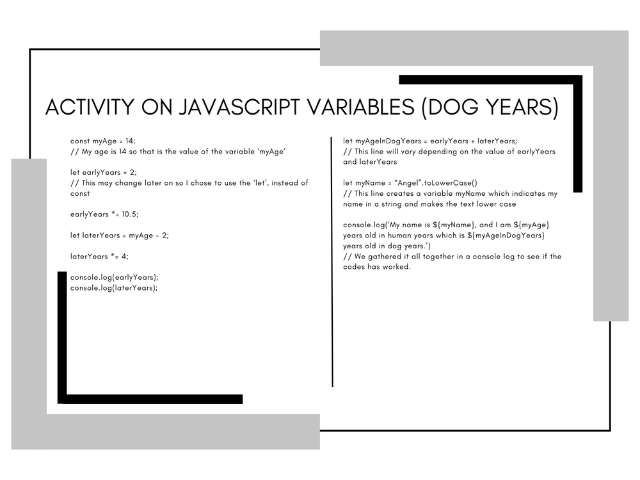 ACTIVITY ON JAVASCRIPT VARIABLES (DOG YEARS)
const myAge = 14;
// My age is 14 so that is the value of the variable 'myAge'
let earlyYears = 2;
// This may change later on so I chose to use the 'let', instead of
const
earlyYears *= 10.5;
let laterYears = myAge - 2;
laterYears *= 4;
console.log(earlyYears);
console.log(laterYears);
let myAgeInDogYears = earlyYears + laterYears;
// This line will vary depending on the value of earlyYears
and laterYears
let myName = "Angel".toLowerCase()
// This line creates a variable myName which indicates my
name in a string and makes the text lower case
console.log('My name is ${myName}, and I am ${myAge}
years old in human years which is ${myAgeInDogYears}
years old in dog years.')
// We gathered it all together in a console log to see if the
codes has worked.